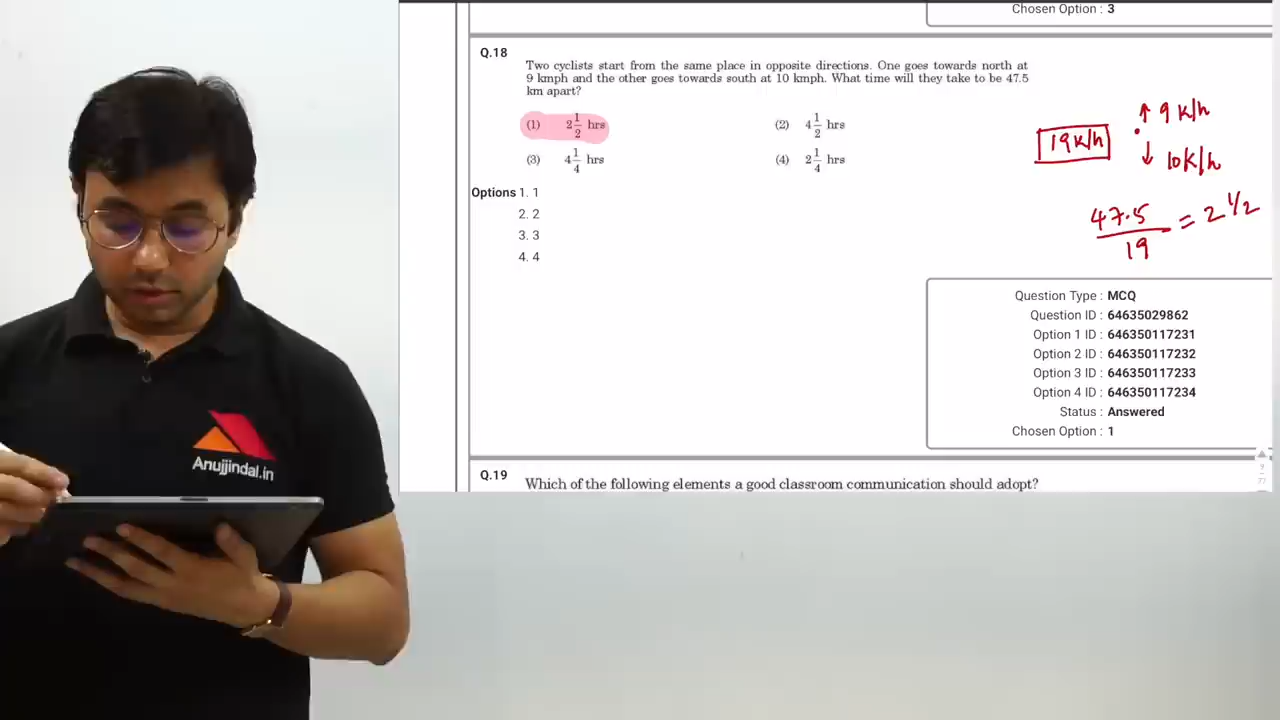 Chosen Option : 3
Q.18
Two cyclists start from the same place in opposite directions. One goes towards north at
9 kmph and the other goes towards south at 10 kmph. What time will they take to be 47.5
km apart?
(1) 2 1/2 hrs
(2) 4 1/2 hrs
(3) 4 1/4 hrs
(4) 2 1/4 hrs
Options 1. 1
2. 2
3. 3
4. 4
↑ 9 k/h
19 k/h
↓ 10 k/h
47.5/19 = 2 1/2
Question Type : MCQ
Question ID : 64635029862
Option 1 ID : 646350117231
Option 2 ID : 646350117232
Option 3 ID : 646350117233
Option 4 ID : 646350117234
Status : Answered
Chosen Option : 1
Q.19
Which of the following elements a good classroom communication should adopt?
Anujjindal.in